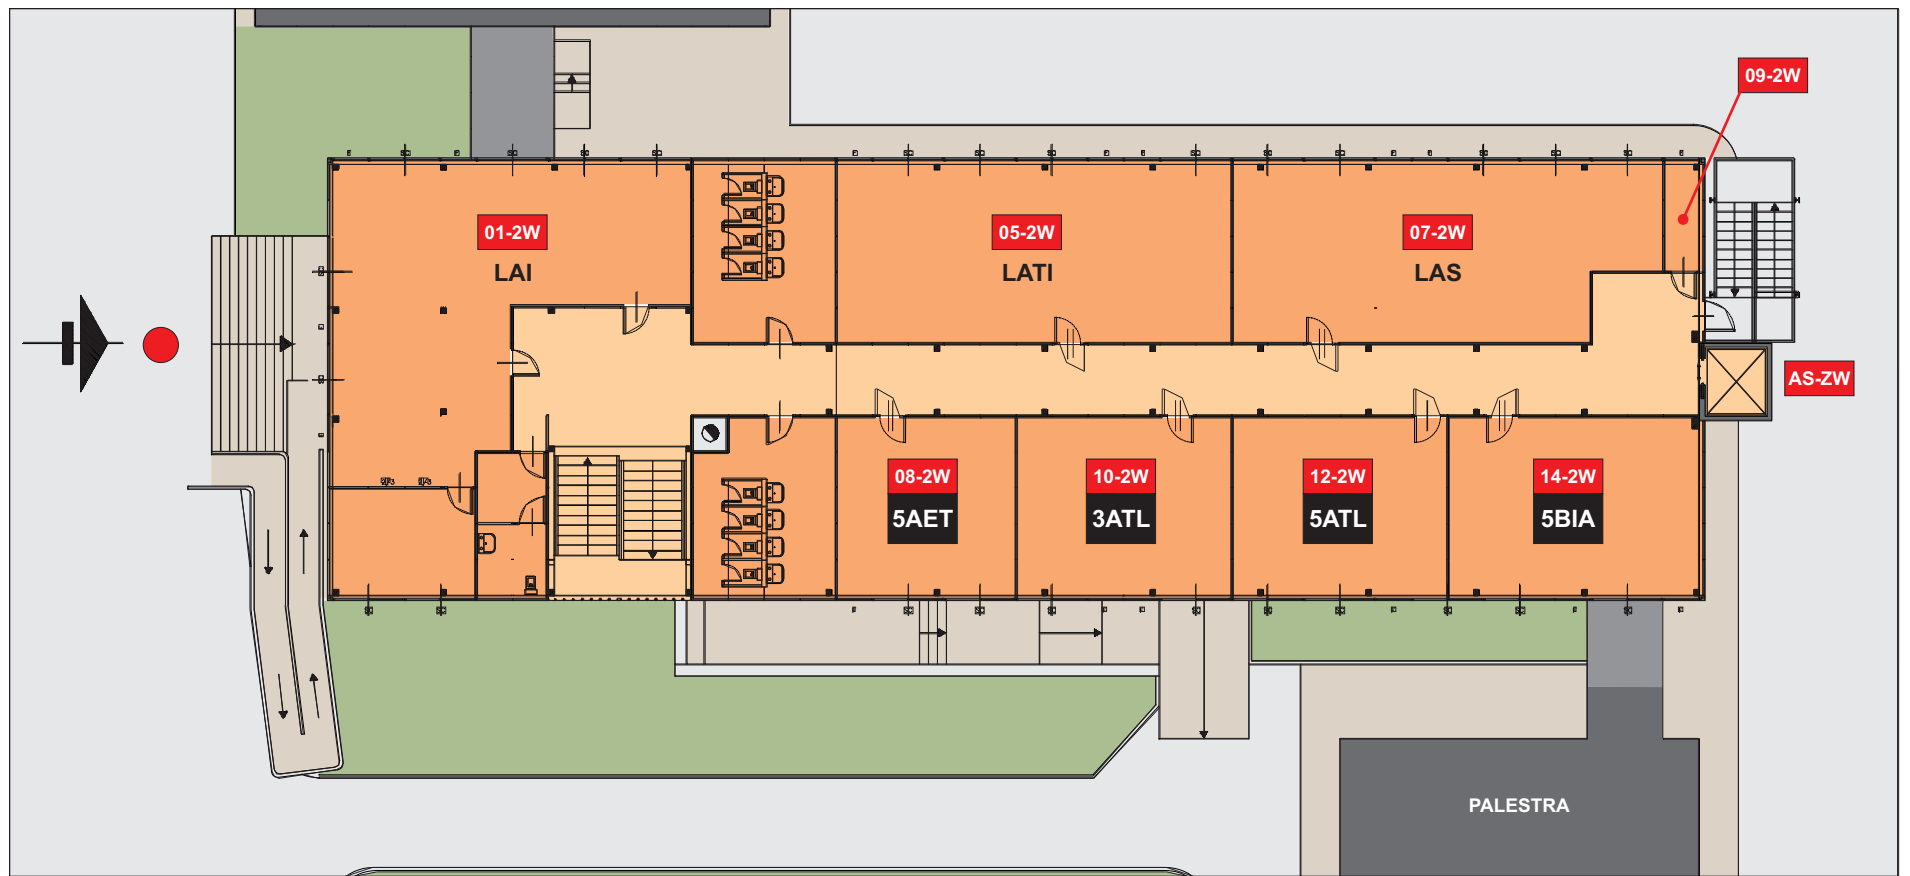 09-2W
01-2W
LAI
05-2W
LATI
07-2W
LAS
AS-ZW
08-2W
5AET
10-2W
3ATL
12-2W
5ATL
14-2W
5BIA
PALESTRA